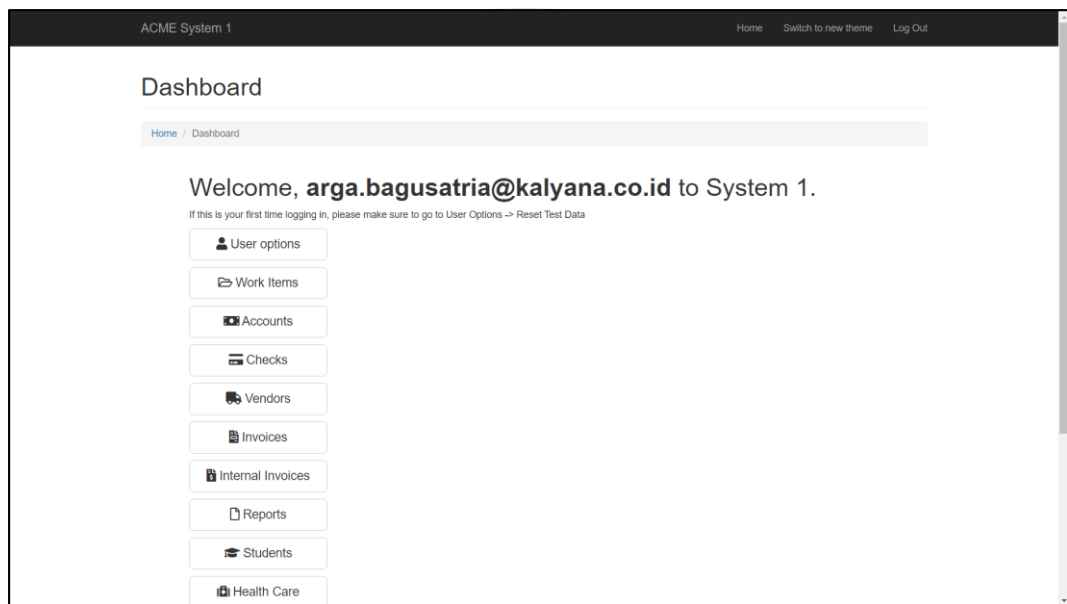 ACME System 1 Home Switch to new theme Log Out
Dashboard
Home / Dashboard
Welcome, arga.bagusatria@kalyana.co.id to System 1.
If this is your first time logging in, please make sure to go to User Options -> Reset Test Data
User options
Work Items
Accounts
Checks
Vendors
Invoices
Internal Invoices
Reports
Students
Health Care